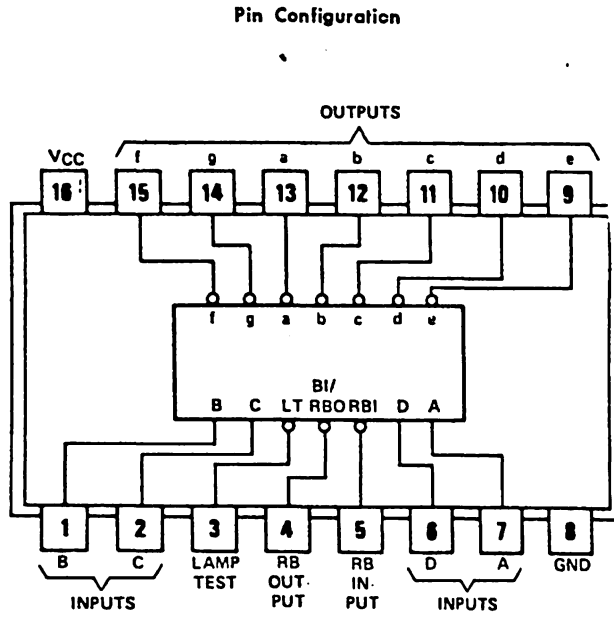 Pin Configuration
OUTPUTS
VCC f g a b c d e
16 15 14 13 12 11 10 9
f g a b c d e
BI/
B C LT RBO RBI D A
1 2 3 4 5 6 7 8
B C LAMP RB RB D A GND
TEST OUT- IN-
INPUTS PUT PUT INPUTS